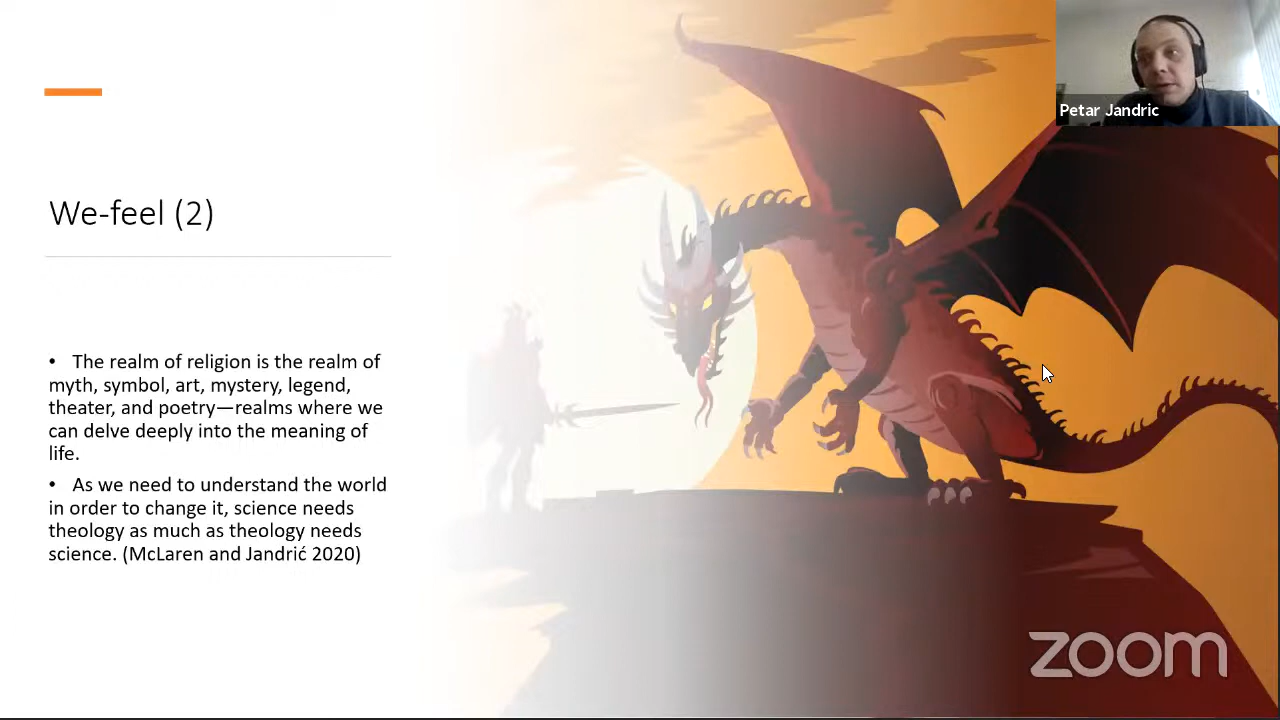 Petar Jandric
We-feel (2)
• The realm of religion is the realm of
myth, symbol, art, mystery, legend,
theater, and poetry—realms where we
can delve deeply into the meaning of
life.
• As we need to understand the world
in order to change it, science needs
theology as much as theology needs
science. (McLaren and Jandrić 2020)
zoom